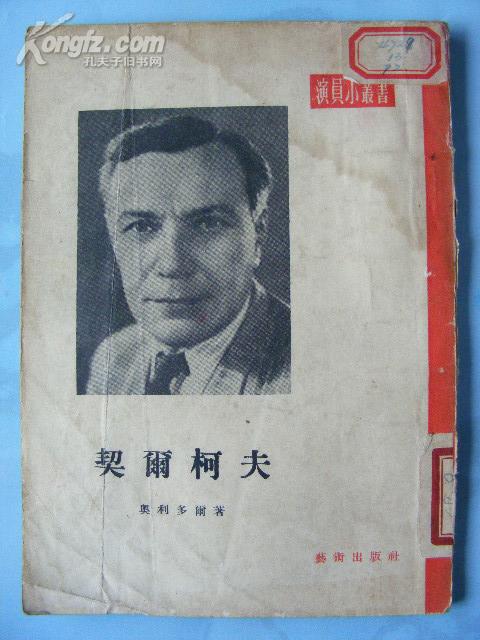 Kongfz.com
孔夫子旧书网
演員小叢書
契爾柯夫
奧利多爾著
藝術出版社